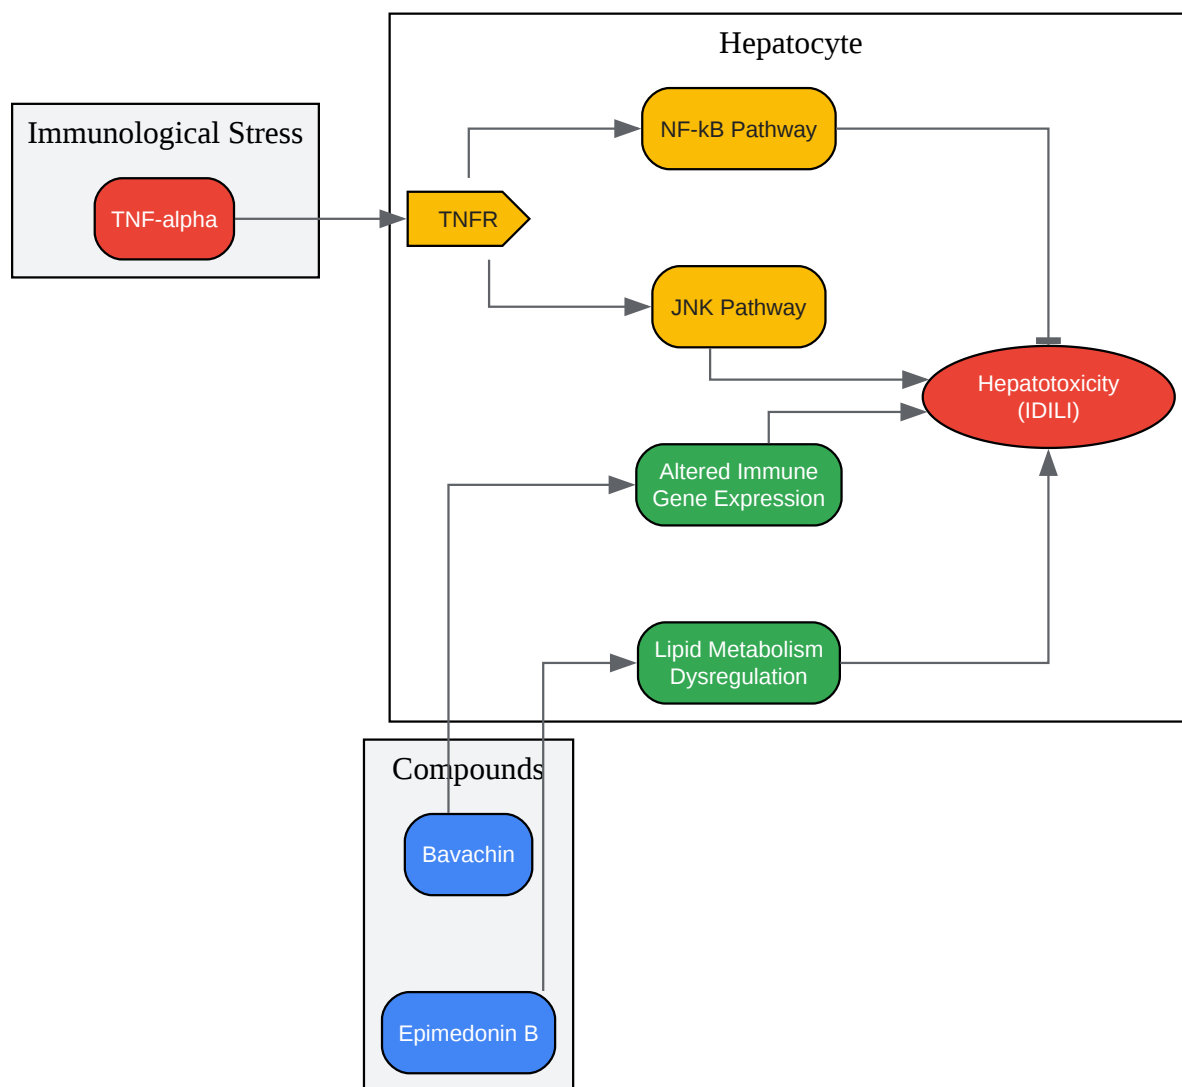 Hepatocyte
Immunological Stress
NF-kB Pathway
TNF-alpha
TNFR
JNK Pathway
Hepatotoxicity
(IDILI)
Altered Immune
Gene Expression
Lipid Metabolism
Dysregulation
Compounds
Bavachin
Epimedonin B